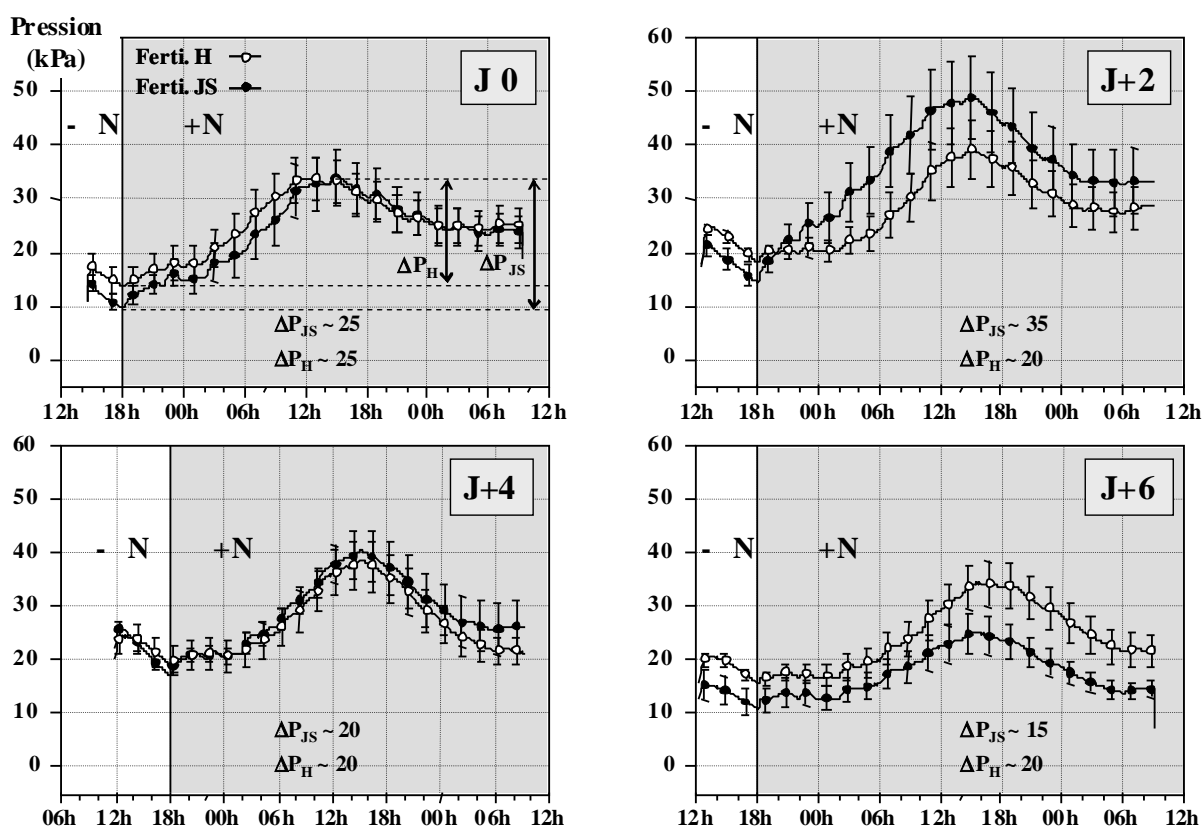 Pression
(kPa)
Ferti. H
Ferti. JS
J 0
- N
+N
50
40
30
20
10
0
ΔP_H
ΔP_JS
ΔP_JS ~ 25
ΔP_H ~ 25
12h 18h 00h 06h 12h 18h 00h 06h 12h
60
50
40
30
20
10
0
J+2
- N
+N
ΔP_JS ~ 35
ΔP_H ~ 20
12h 18h 00h 06h 12h 18h 00h 06h 12h
60
50
40
30
20
10
0
J+4
- N
+N
ΔP_JS ~ 20
ΔP_H ~ 20
06h 12h 18h 00h 06h 12h 18h 00h 06h
60
50
40
30
20
10
0
J+6
- N
+N
ΔP_JS ~ 15
ΔP_H ~ 20
12h 18h 00h 06h 12h 18h 00h 06h 12h